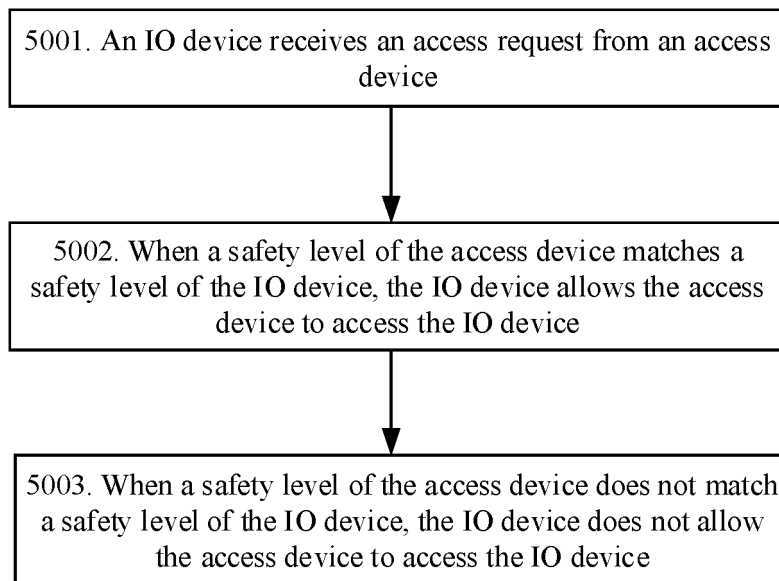 5001. An IO device receives an access request from an access
device
5002. When a safety level of the access device matches a
safety level of the IO device, the IO device allows the access
device to access the IO device
5003. When a safety level of the access device does not match
a safety level of the IO device, the IO device does not allow
the access device to access the IO device